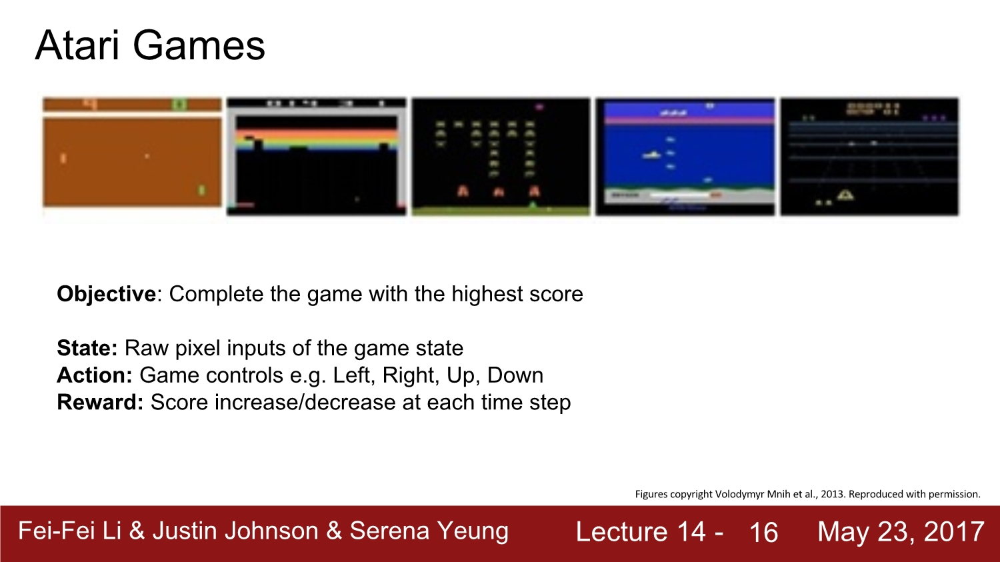 Atari Games
Objective: Complete the game with the highest score
State: Raw pixel inputs of the game state
Action: Game controls e.g. Left, Right, Up, Down
Reward: Score increase/decrease at each time step
Figures copyright Volodymyr Mnih et al., 2013. Reproduced with permission.
Fei-Fei Li & Justin Johnson & Serena Yeung Lecture 14 - 16 May 23, 2017